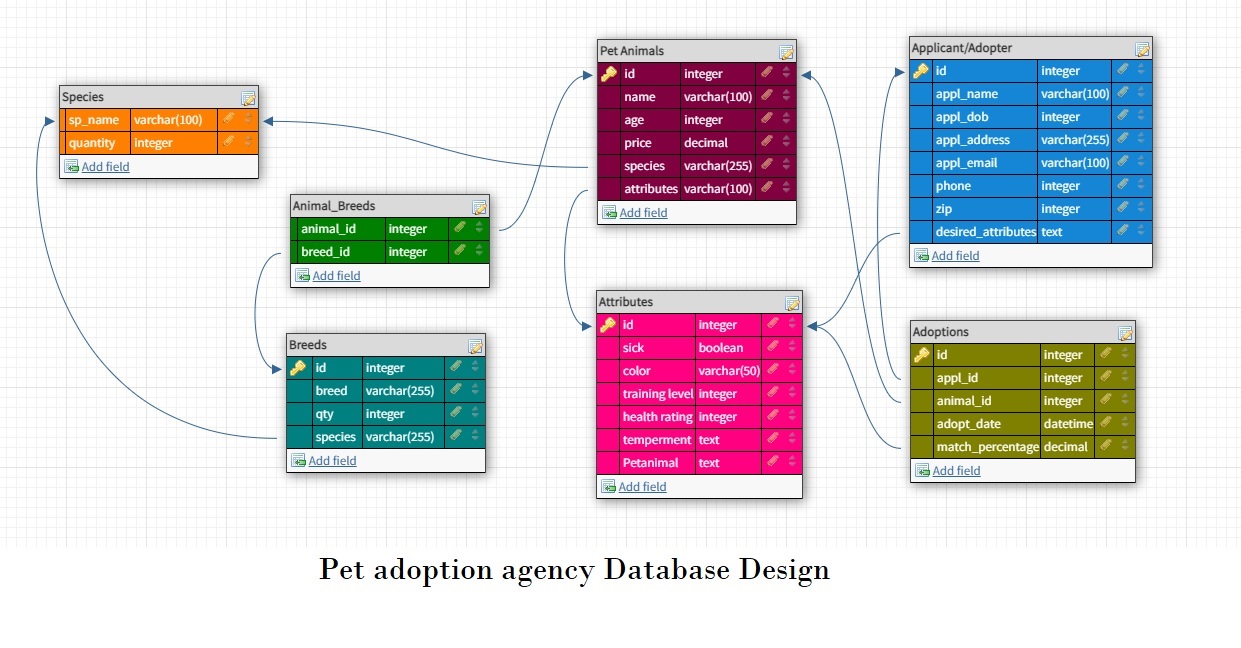 Species
sp_name varchar(100)
quantity integer
Add field
Animal_Breeds
animal_id integer
breed_id integer
Add field
Breeds
id integer
breed varchar(255)
qty integer
species varchar(255)
Add field
Pet Animals
id integer
name varchar(100)
age integer
price decimal
species varchar(255)
attributes varchar(100)
Add field
Attributes
id integer
sick boolean
color varchar(50)
training level integer
health rating integer
temperment text
Petanimal text
Add field
Applicant/Adopter
id integer
appl_name varchar(100)
appl_dob integer
appl_address varchar(255)
appl_email varchar(100)
phone integer
zip integer
desired_attributes text
Add field
Adoptions
id integer
appl_id integer
animal_id integer
adopt_date datetime
match_percentage decimal
Add field
Pet adoption agency Database Design